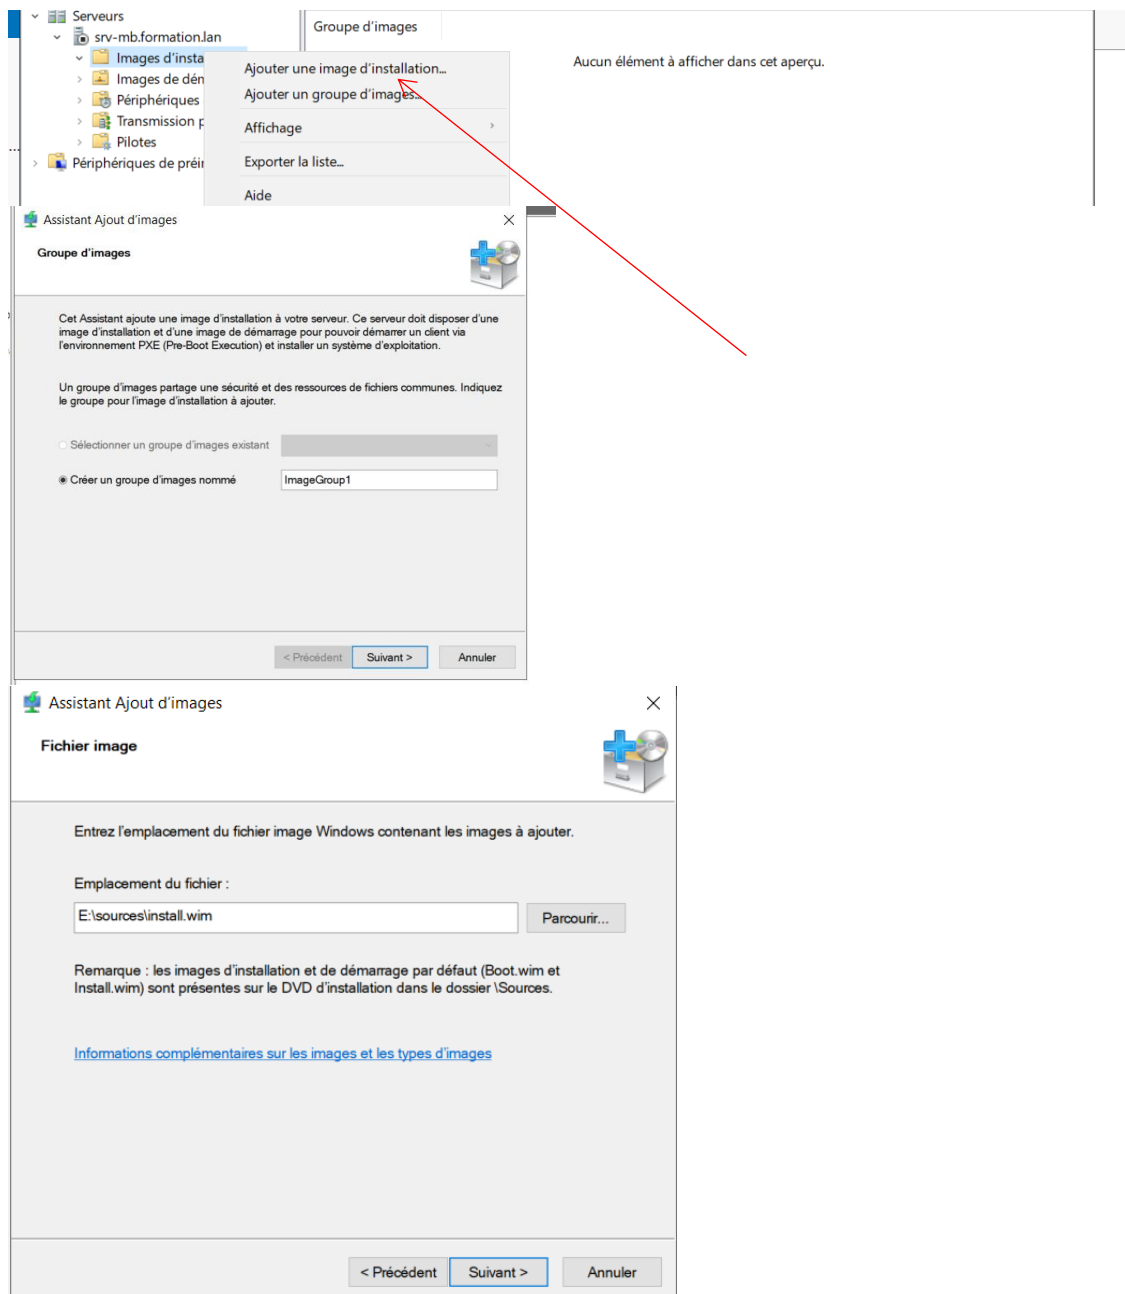 Serveurs
srv-mb.formation.lan
Images d'insta
Images de dém
Périphériques
Transmission p
Pilotes
Périphériques de préin
Ajouter une image d'installation...
Ajouter un groupe d'images...
Affichage
Exporter la liste...
Aide
Groupe d'images
Aucun élément à afficher dans cet aperçu.
Assistant Ajout d'images
Groupe d'images
Cet Assistant ajoute une image d'installation à votre serveur. Ce serveur doit disposer d'une
image d'installation et d'une image de démarrage pour pouvoir démarrer un client via
l'environnement PXE (Pre-Boot Execution) et installer un système d'exploitation.
Un groupe d'images partage une sécurité et des ressources de fichiers communes. Indiquez
le groupe pour l'image d'installation à ajouter.
Sélectionner un groupe d'images existant
Créer un groupe d'images nommé
ImageGroup1
< Précédent
Suivant >
Annuler
Assistant Ajout d'images
Fichier image
Entrez l'emplacement du fichier image Windows contenant les images à ajouter.
Emplacement du fichier :
E:\sources\install.wim
Parcourir...
Remarque : les images d'installation et de démarrage par défaut (Boot.wim et
Install.wim) sont présentes sur le DVD d'installation dans le dossier \Sources.
Informations complémentaires sur les images et les types d'images
< Précédent
Suivant >
Annuler